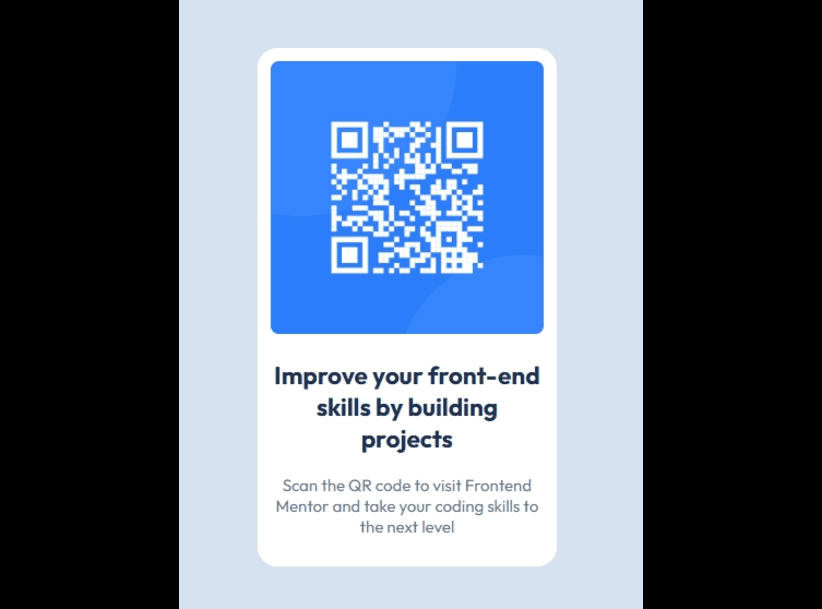 Improve your front-end
skills by building
projects
Scan the QR code to visit Frontend
Mentor and take your coding skills to
the next level